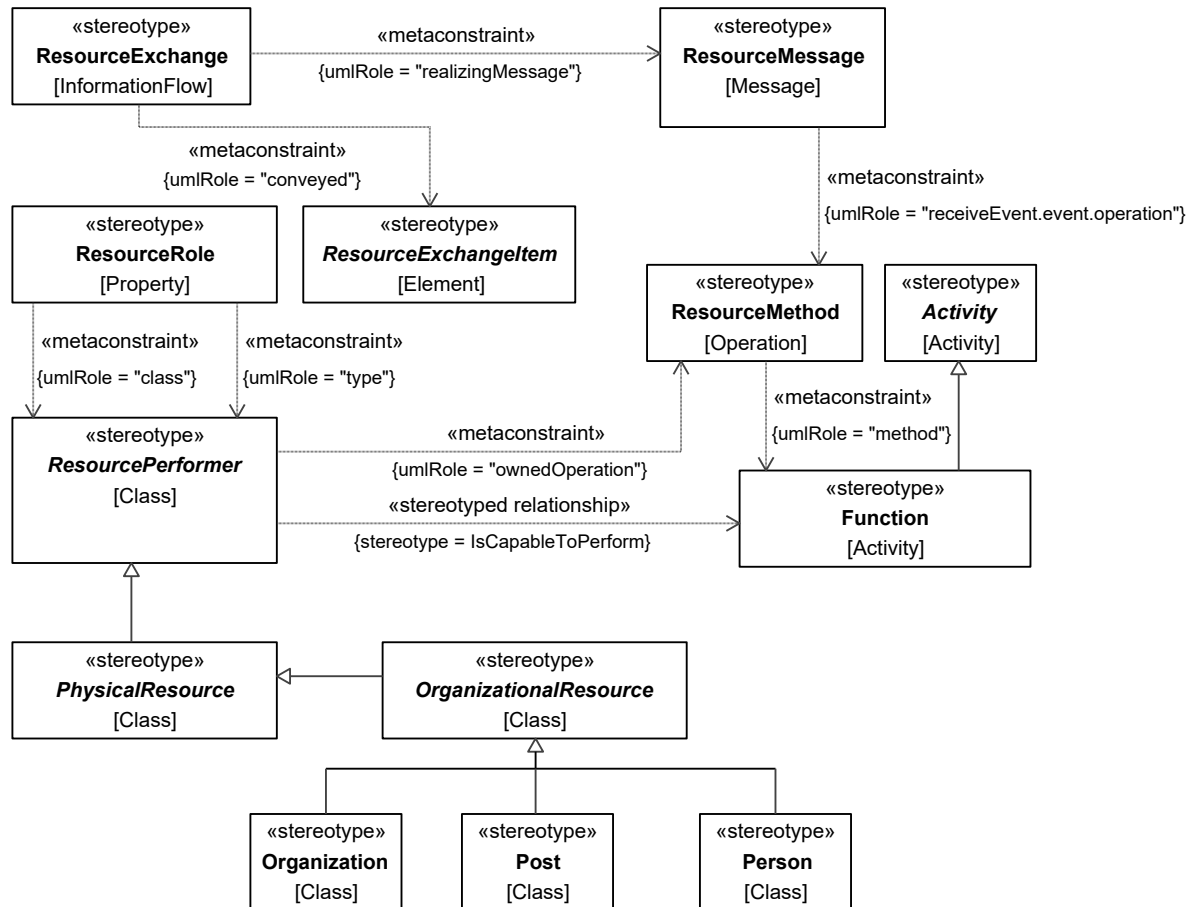 «stereotype»
ResourceExchange
[InformationFlow]
«metaconstraint»
{umlRole = "realizingMessage"}
«stereotype»
ResourceMessage
[Message]
«metaconstraint»
{umlRole = "conveyed"}
«metaconstraint»
{umlRole = "receiveEvent.event.operation"}
«stereotype»
ResourceRole
[Property]
«stereotype»
ResourceExchangeItem
[Element]
«stereotype»
ResourceMethod
[Operation]
«stereotype»
Activity
[Activity]
«metaconstraint»
{umlRole = "class"}
«metaconstraint»
{umlRole = "type"}
«metaconstraint»
{umlRole = "method"}
«stereotype»
ResourcePerformer
[Class]
«metaconstraint»
{umlRole = "ownedOperation"}
«stereotyped relationship»
{stereotype = IsCapableToPerform}
«stereotype»
Function
[Activity]
«stereotype»
PhysicalResource
[Class]
«stereotype»
OrganizationalResource
[Class]
«stereotype»
Organization
[Class]
«stereotype»
Post
[Class]
«stereotype»
Person
[Class]